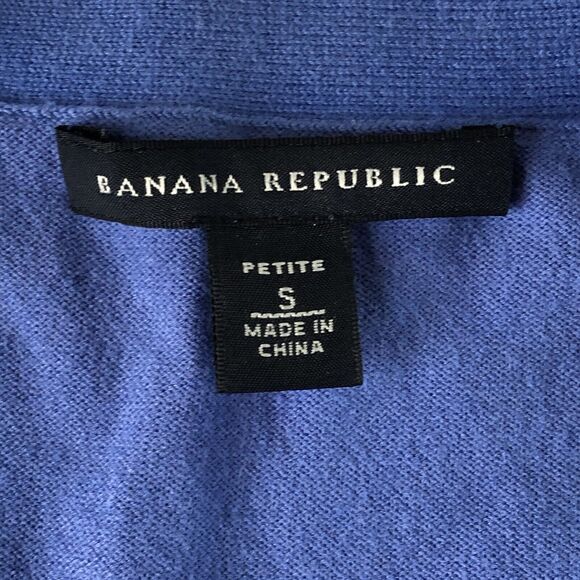 BANANA REPUBLIC
PETITE
S
MADE IN
CHINA